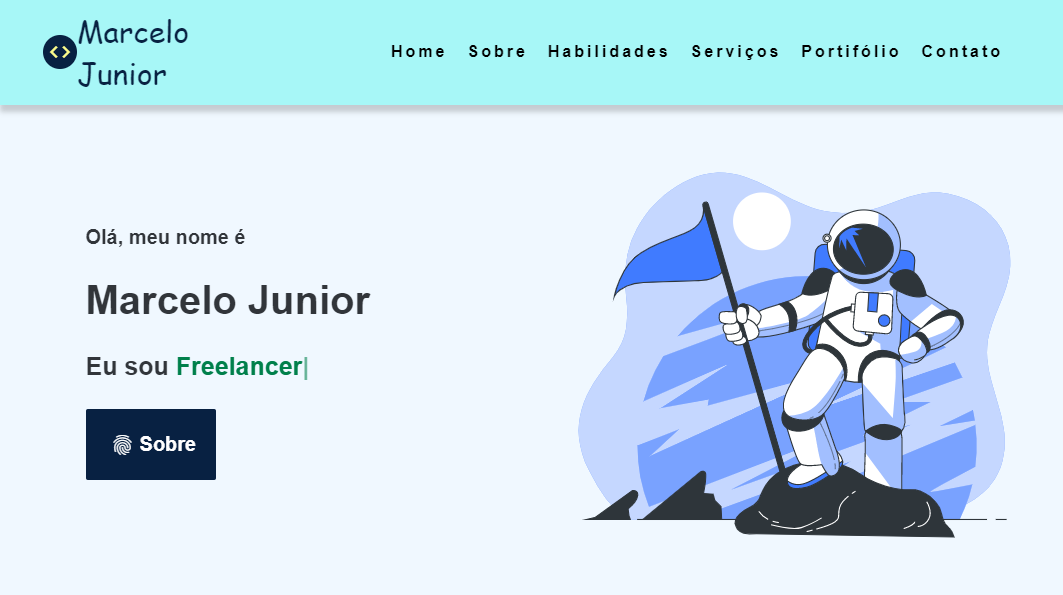 Marcelo
Junior
Home Sobre Habilidades Serviços Portifólio Contato
Olá, meu nome é
Marcelo Junior
Eu sou Freelancer|
Sobre